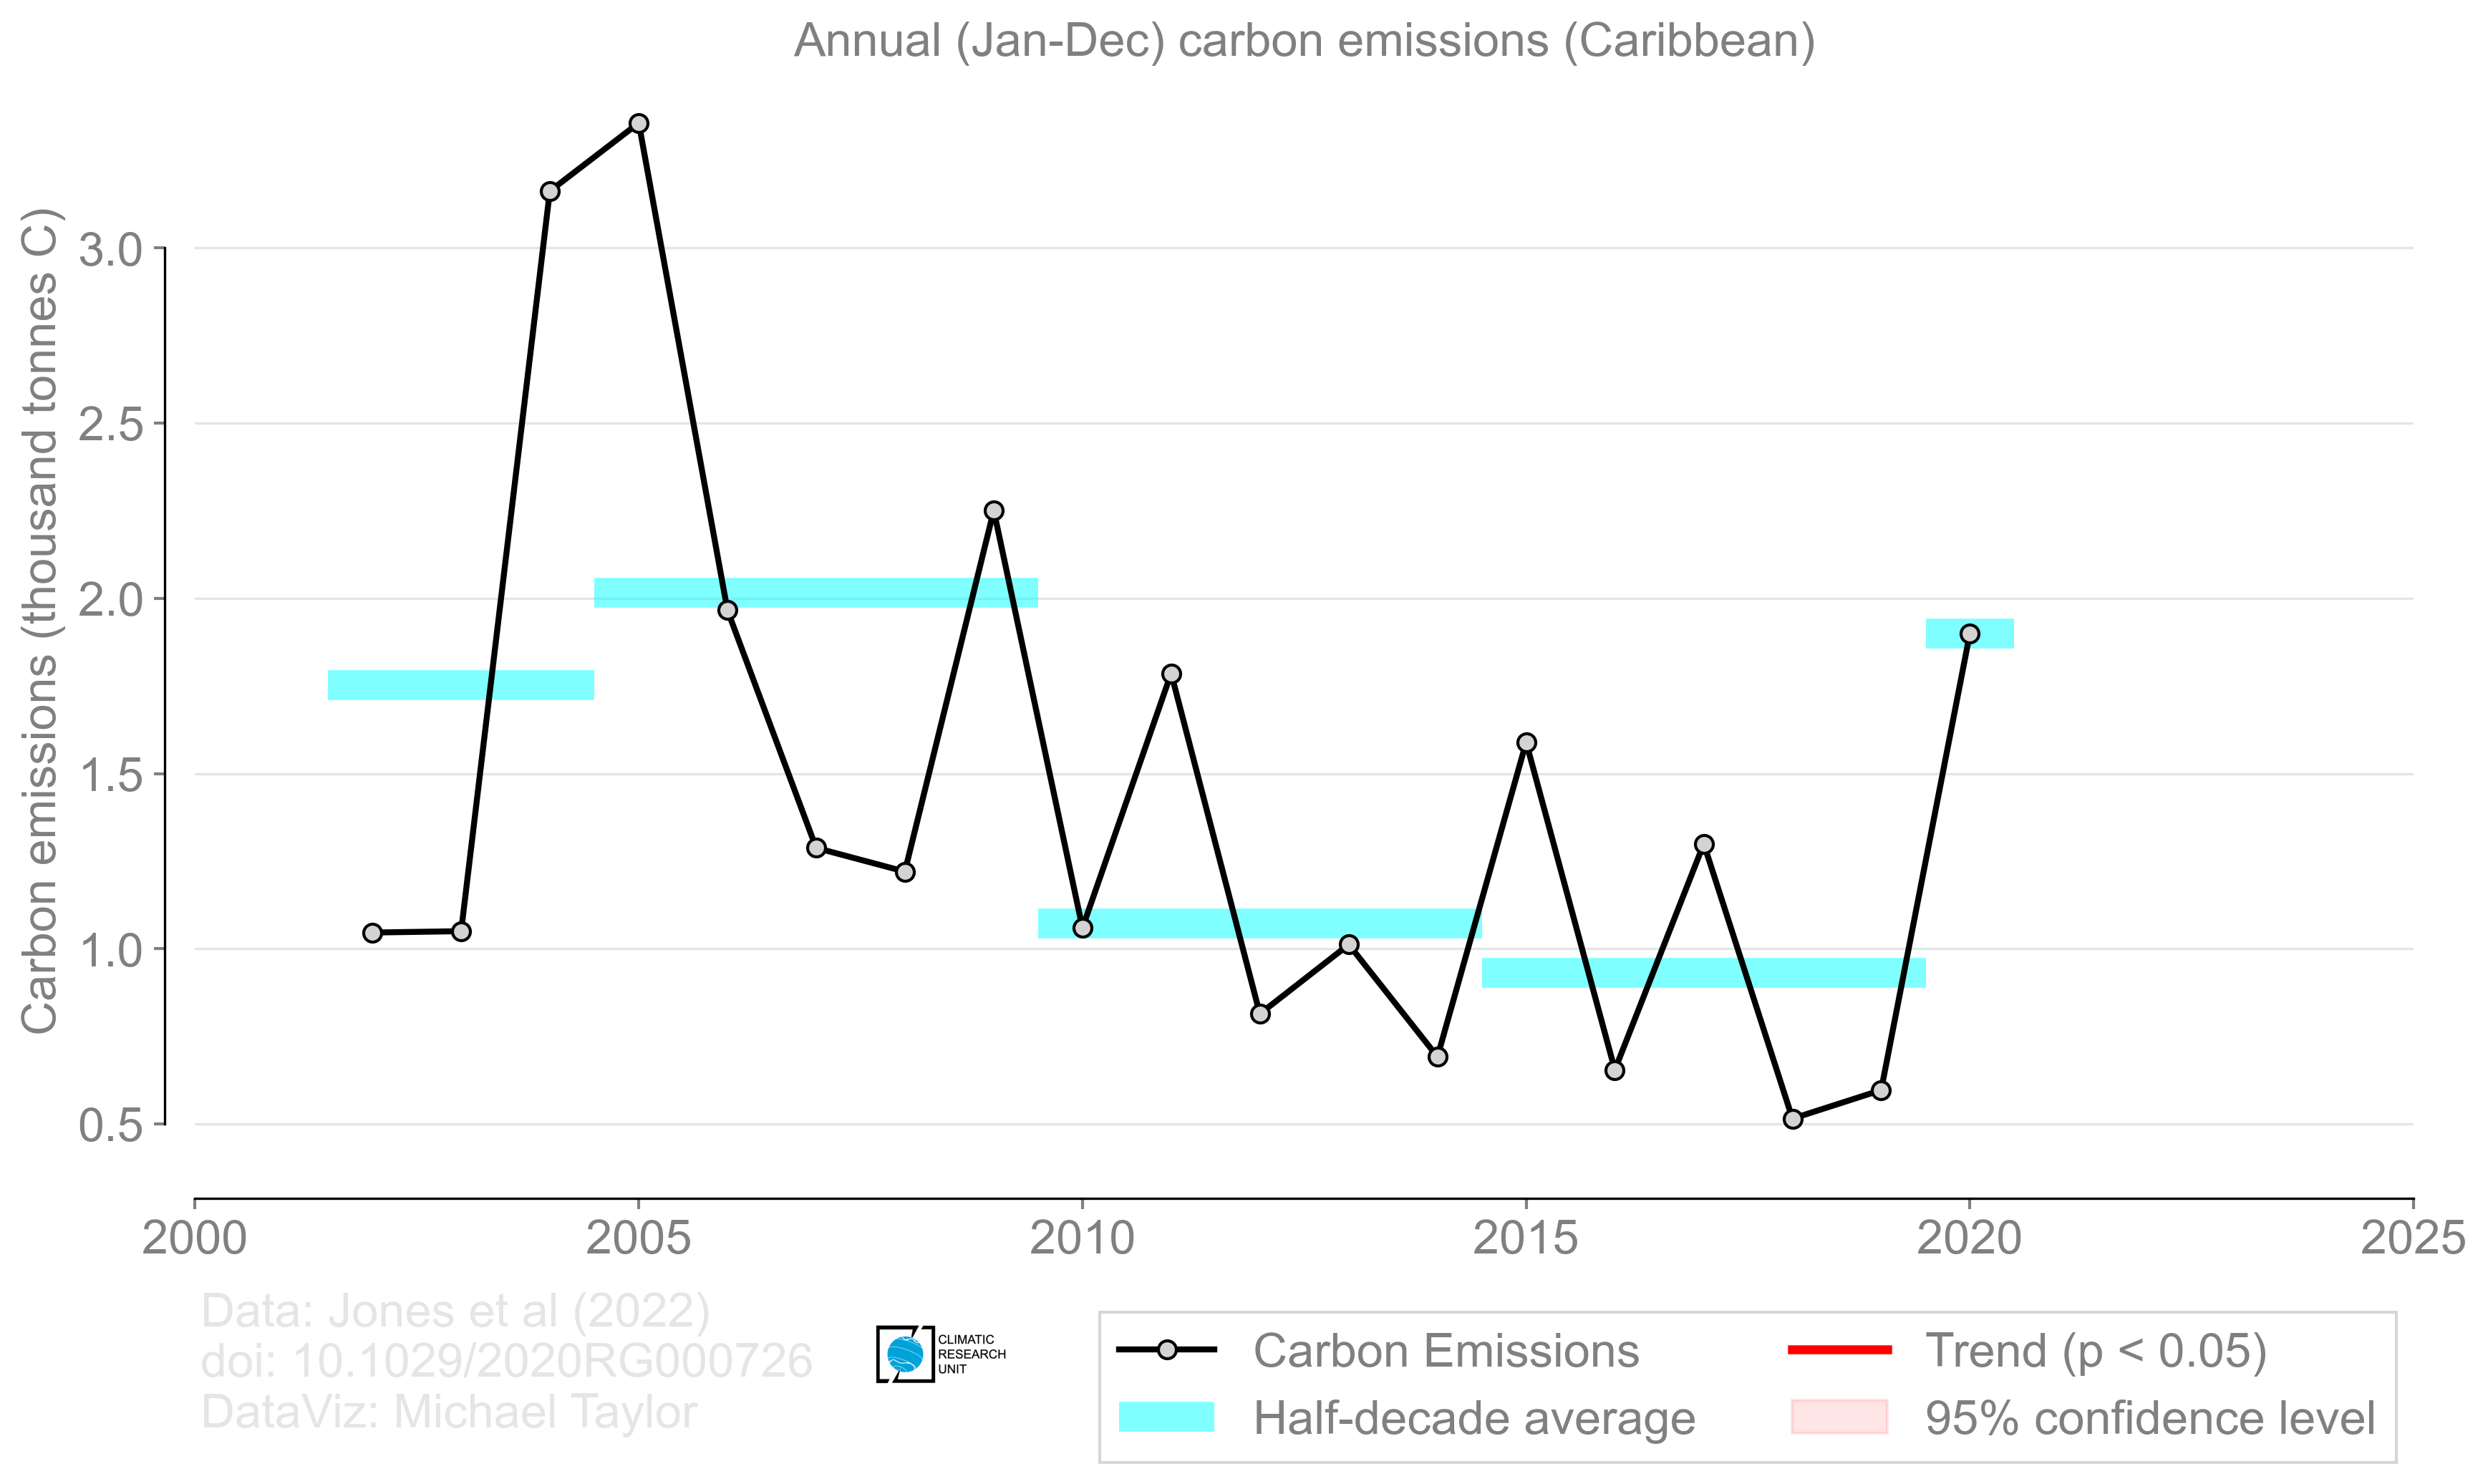 Annual (Jan-Dec) carbon emissions (Caribbean)
Carbon emissions (thousand tonnes C)
3.0
2.5
2.0
1.5
1.0
0.5
2000 2005 2010 2015 2020 2025
Data: Jones et al (2022)
doi: 10.1029/2020RG000726
DataViz: Michael Taylor
CLIMATIC
RESEARCH
UNIT
Carbon Emissions
Half-decade average
Trend (p < 0.05)
95% confidence level